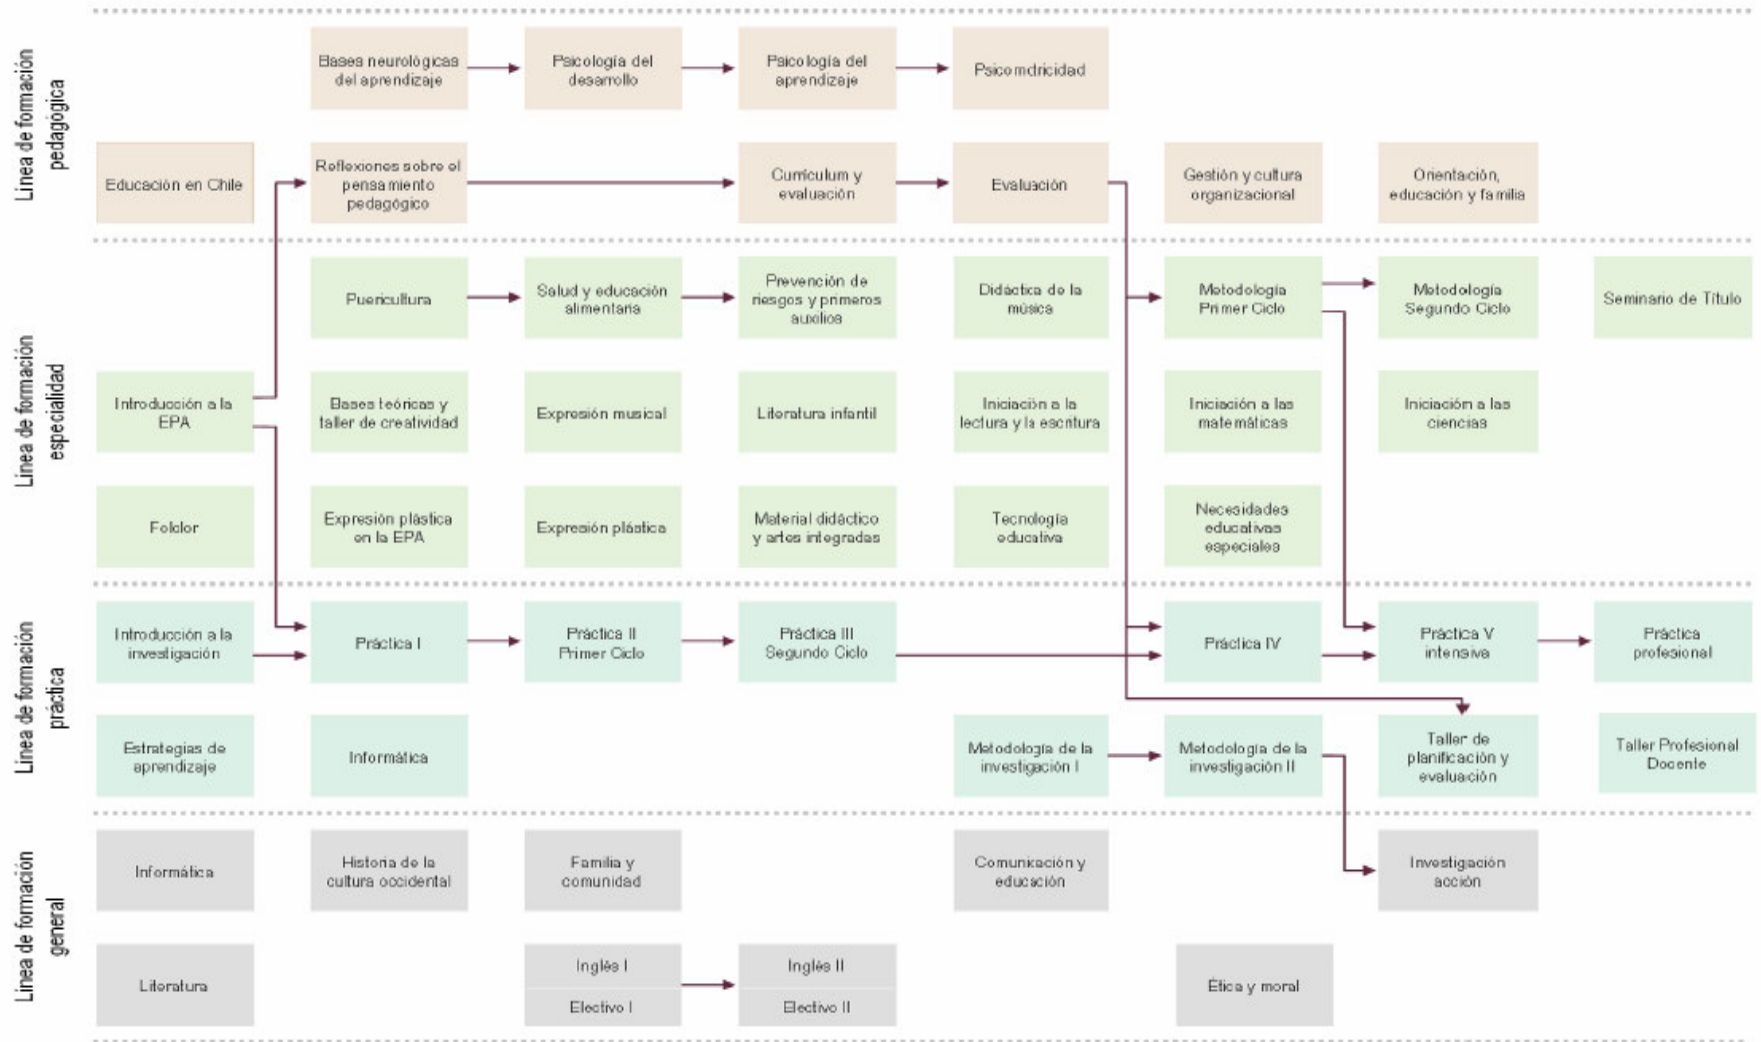 Línea de formación
pedagógica
Bases neurológicas
del aprendizaje
Psicología del
desarrollo
Psicología del
aprendizaje
Psicomotricidad
Educación en Chile
Reflexiones sobre el
pensamiento
pedagógico
Currículum y
evaluación
Evaluación
Gestión y cultura
organizacional
Orientación,
educación y familia
Línea de formación
especialidad
Puericultura
Salud y educación
alimentaria
Prevención de
riesgos y primeros
auxilios
Didáctica de la
música
Metodología
Primer Ciclo
Metodología
Segundo Ciclo
Seminario de Título
Introducción a la
EPA
Bases teóricas y
taller de creatividad
Expresión musical
Literatura infantil
Iniciación a la
lectura y la escritura
Iniciación a las
matemáticas
Iniciación a las
ciencias
Folclor
Expresión plástica
en la EPA
Expresión plástica
Material didáctico
y artes integradas
Tecnología
educativa
Necesidades
educativas
especiales
Línea de formación
práctica
Introducción a la
investigación
Práctica I
Práctica II
Primer Ciclo
Práctica III
Segundo Ciclo
Práctica IV
Práctica V
intensiva
Práctica
profesional
Estrategias de
aprendizaje
Informática
Metodología de la
investigación I
Metodología de la
investigación II
Taller de
planificación y
evaluación
Taller Profesional
Docente
Línea de formación
general
Informática
Historia de la
cultura occidental
Familia y
comunidad
Comunicación y
educación
Investigación
acción
Literatura
Inglés I
Electivo I
Inglés II
Electivo II
Ética y moral